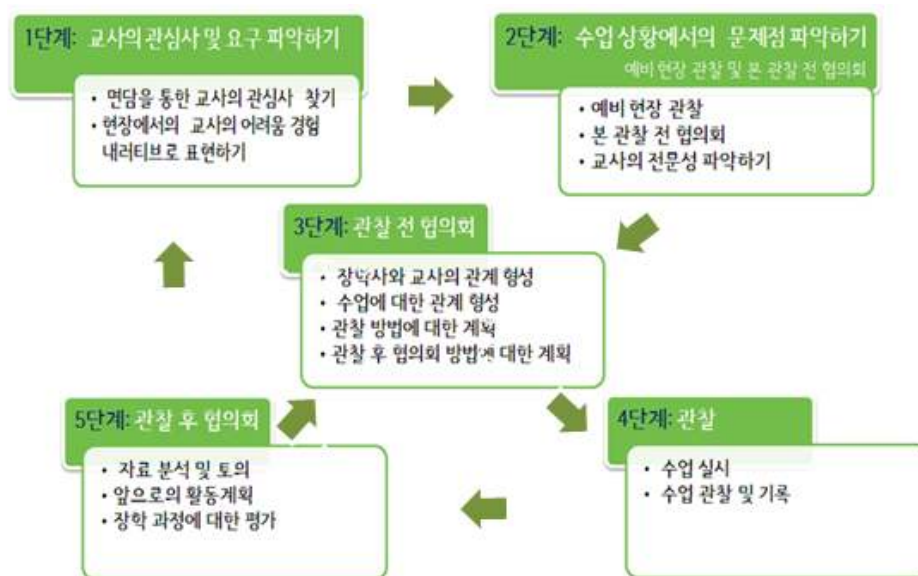 1단계: 교사의 관심사 및 요구 파악하기
• 면담을 통한 교사의 관심사 찾기
• 현장에서의 교사의 어려움 경험
내러티브로 표현하기
2단계: 수업 상황에서의 문제점 파악하기
예비 현장 관찰 및 본 관찰 전 협의회
• 예비 현장 관찰
• 본 관찰 전 협의회
• 교사의 전문성 파악하기
3단계: 관찰 전 협의회
• 장학사와 교사의 관계 형성
• 수업에 대한 관계 형성
• 관찰 방법에 대한 계획
• 관찰 후 협의회 방법에 대한 계획
4단계: 관찰
• 수업 실시
• 수업 관찰 및 기록
5단계: 관찰 후 협의회
• 자료 분석 및 토의
• 앞으로의 활동계획
• 장학 과정에 대한 평가